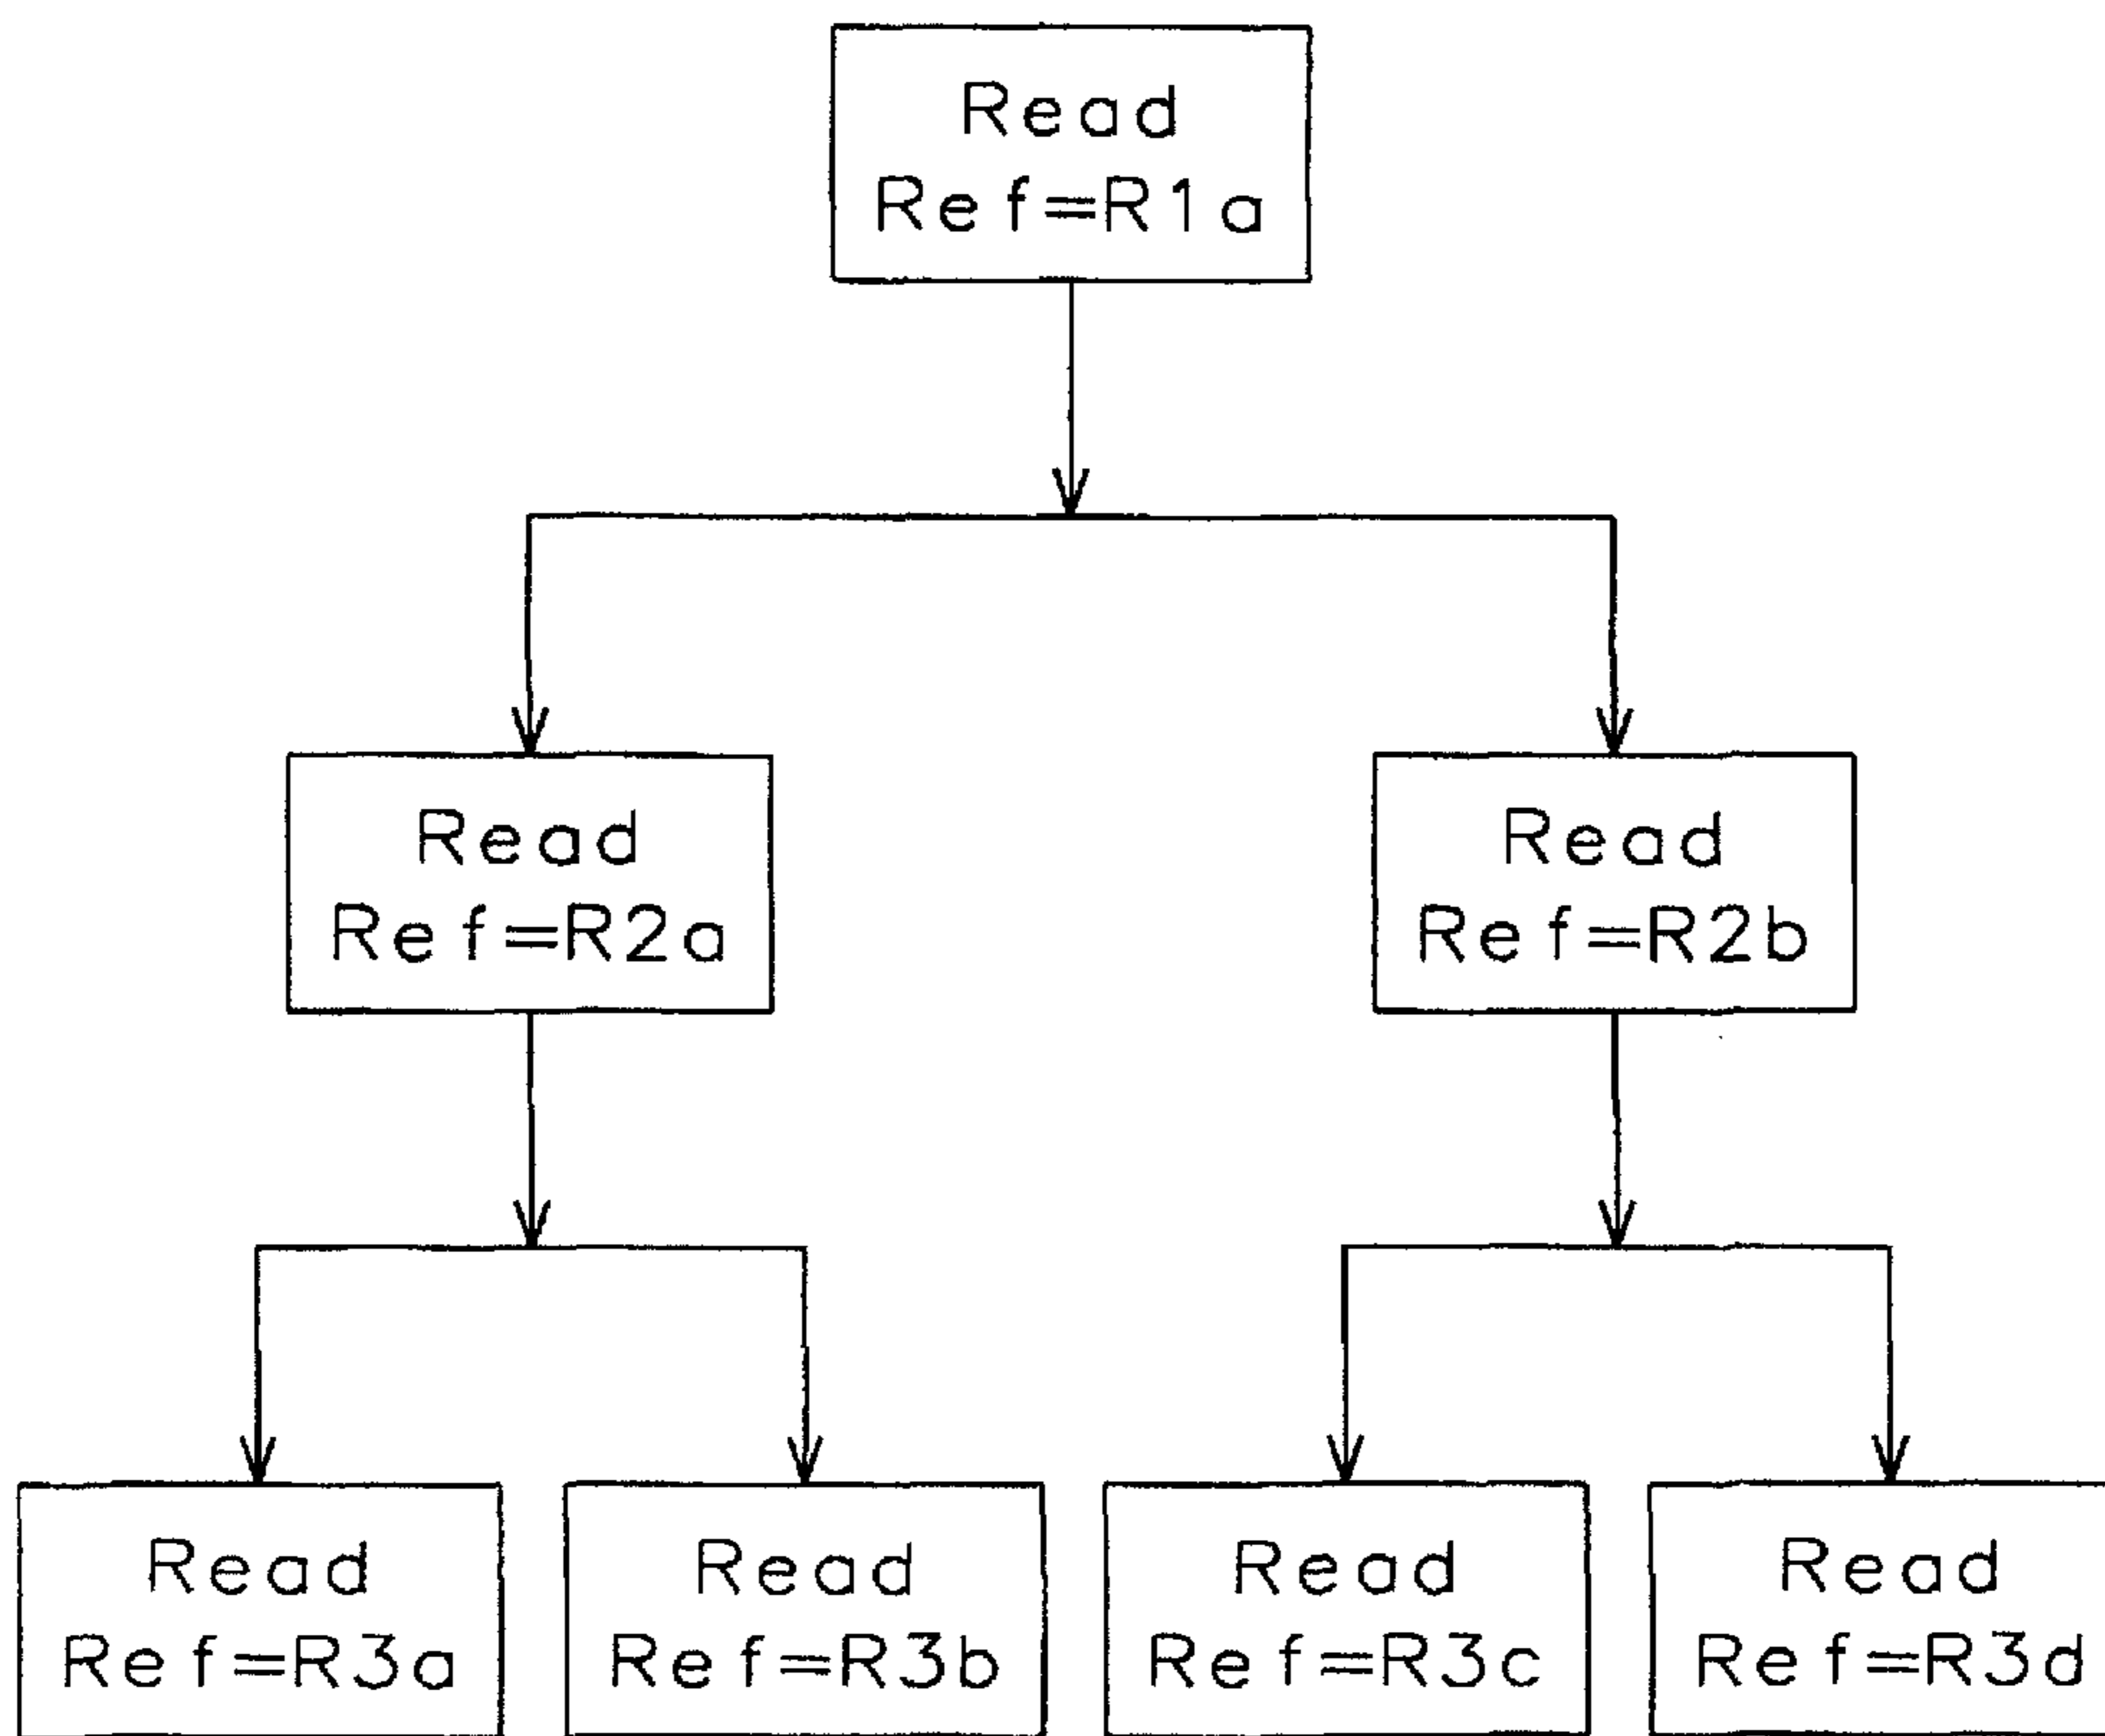 Read
Ref=R1a
Read
Ref=R2a
Read
Ref=R2b
Read
Ref=R3a
Read
Ref=R3b
Read
Ref=R3c
Read
Ref=R3d